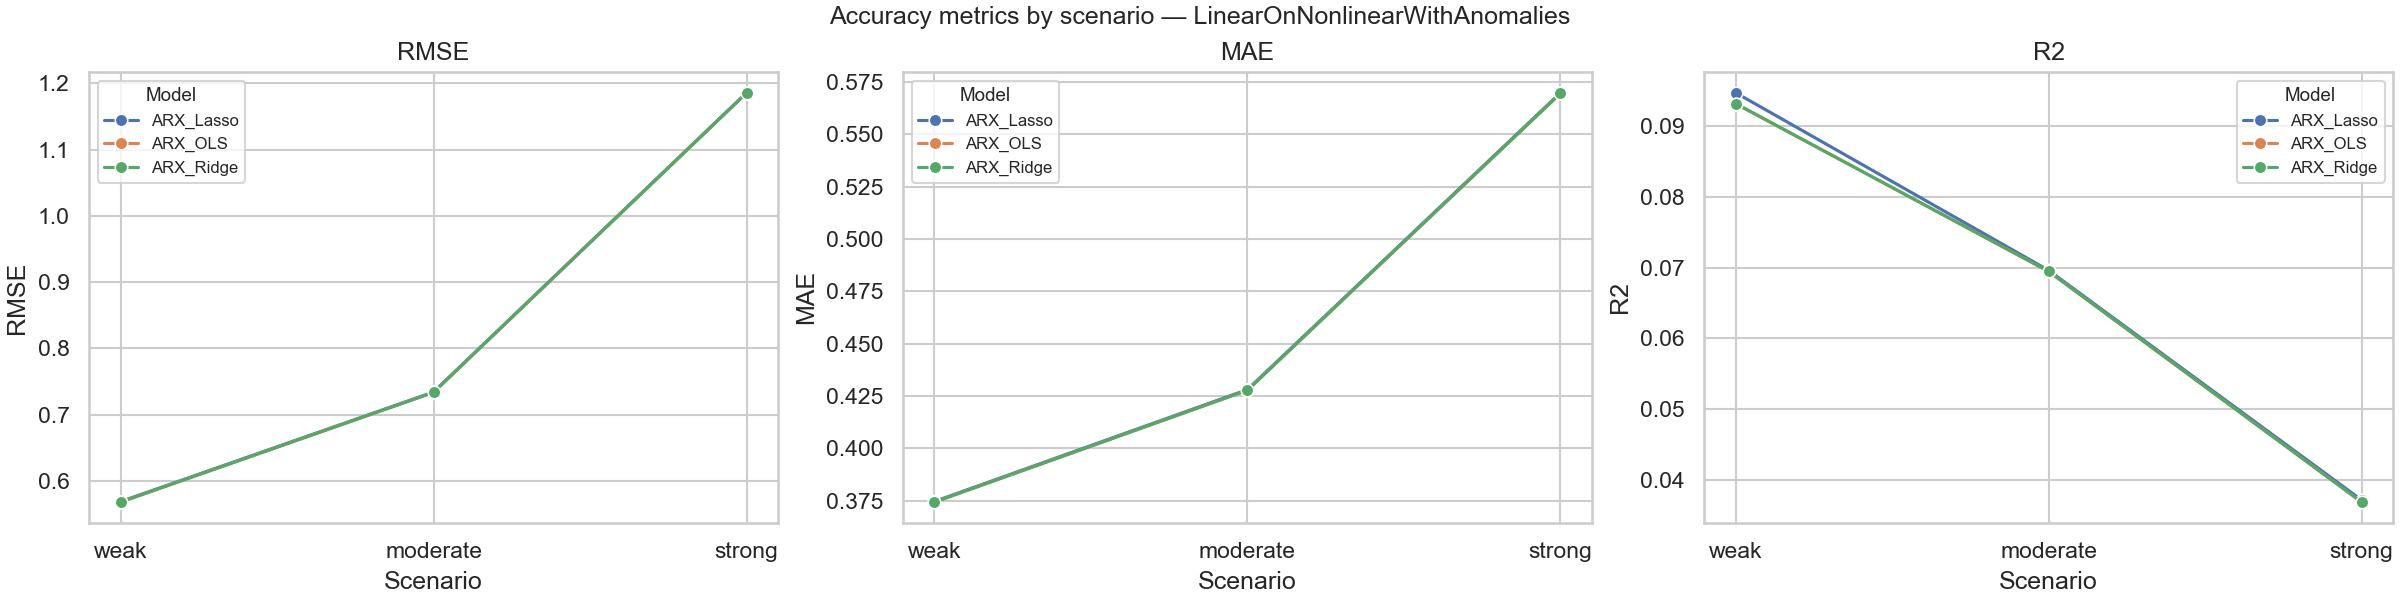 Accuracy metrics by scenario — LinearOnNonlinearWithAnomalies
RMSE
1.2
1.1
1.0
0.9
0.8
0.7
0.6
RMSE
Model
ARX_Lasso
ARX_OLS
ARX_Ridge
weak moderate strong
Scenario
MAE
0.575
0.550
0.525
0.500
0.475
0.450
0.425
0.400
0.375
MAE
Model
ARX_Lasso
ARX_OLS
ARX_Ridge
weak moderate strong
Scenario
R2
0.09
0.08
0.07
0.06
0.05
0.04
R2
Model
ARX_Lasso
ARX_OLS
ARX_Ridge
weak moderate strong
Scenario